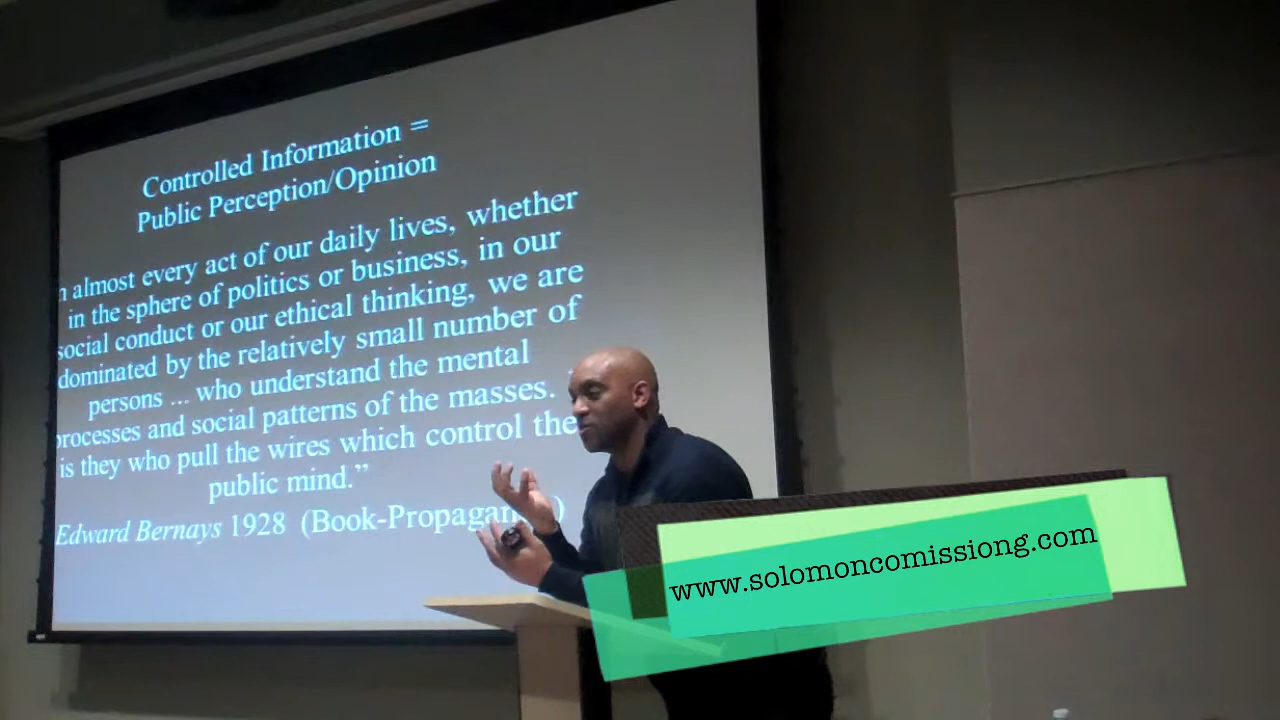 Controlled Information =
Public Perception/Opinion
n almost every act of our daily lives, whether
in the sphere of politics or business, in our
social conduct or our ethical thinking, we are
dominated by the relatively small number of
persons ... who understand the mental
processes and social patterns of the masses.
is they who pull the wires which control the
public mind.”
Edward Bernays 1928 (Book-Propagan
www.solomoncomissiong.com